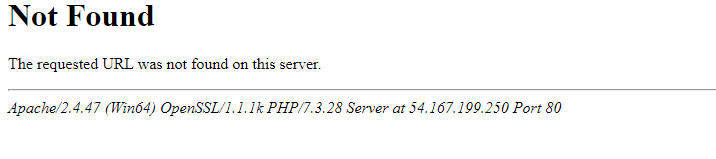 Not Found
The requested URL was not found on this server.
Apache/2.4.47 (Win64) OpenSSL/1.1.1k PHP/7.3.28 Server at 54.167.199.250 Port 80